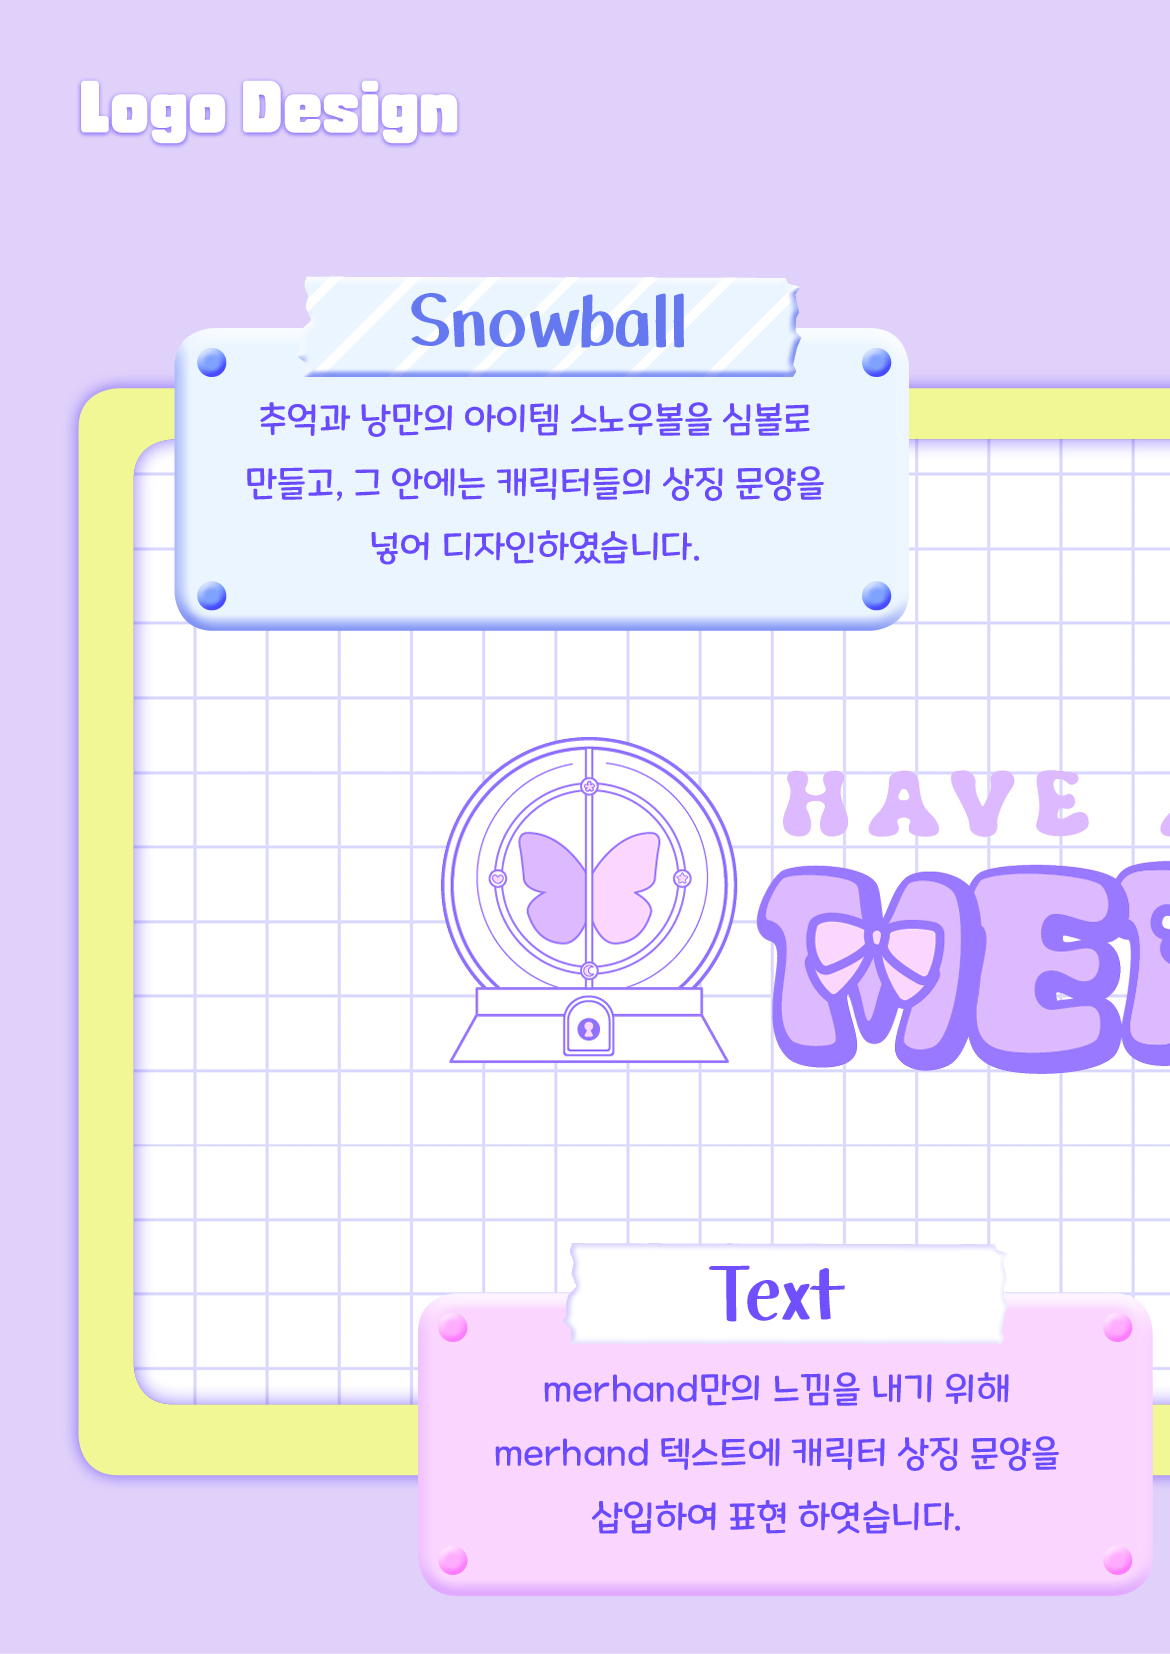 Logo Design
Snowball
추억과 낭만의 아이템 스노우볼을 심볼로
만들고, 그 안에는 캐릭터들의 상징 문양을
넣어 디자인하였습니다.
HAVE
ME
Text
merhand만의 느낌을 내기 위해
merhand 텍스트에 캐릭터 상징 문양을
삽입하여 표현 하엿습니다.